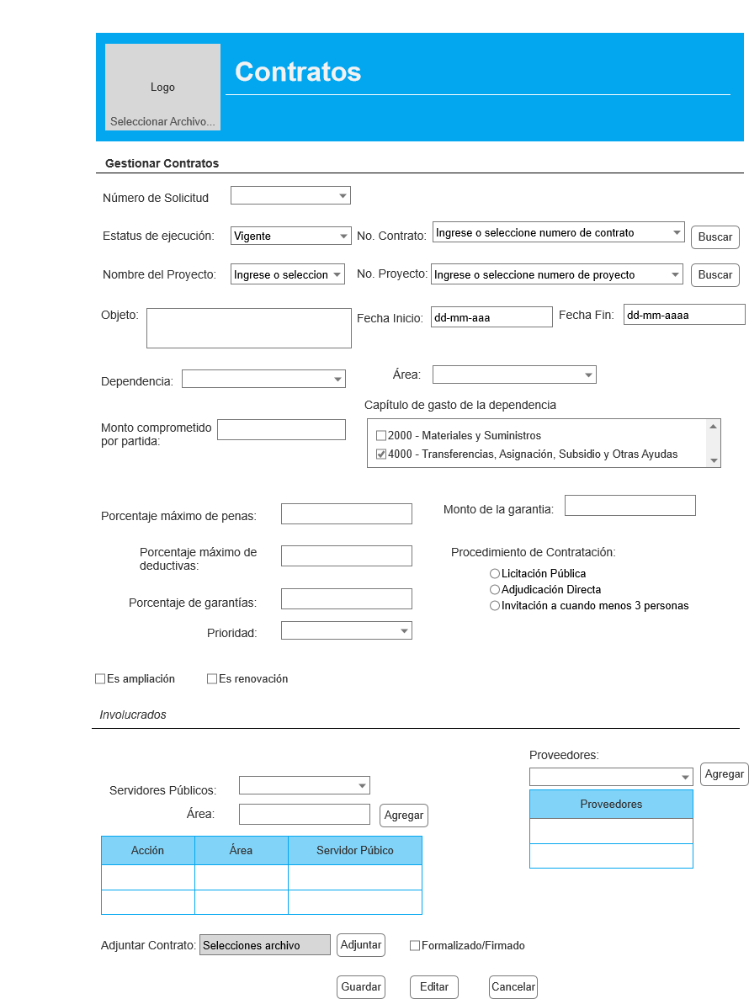 Contratos
Logo
Seleccionar Archivo...
Gestionar Contratos
Número de Solicitud
Estatus de ejecución: Vigente No. Contrato: Ingrese o seleccione numero de contrato Buscar
Nombre del Proyecto: Ingrese o seleccion No. Proyecto: Ingrese o seleccione numero de proyecto Buscar
Objeto: Fecha Inicio: dd-mm-aaa Fecha Fin: dd-mm-aaaa
Dependencia: Área:
Capítulo de gasto de la dependencia
Monto comprometido
por partida:
2000 - Materiales y Suministros
4000 - Transferencias, Asignación, Subsidio y Otras Ayudas
Porcentaje máximo de penas: Monto de la garantia:
Porcentaje máximo de
deductivas:
Procedimiento de Contratación:
Licitación Pública
Adjudicación Directa
Invitación a cuando menos 3 personas
Porcentaje de garantías:
Prioridad:
Es ampliación Es renovación
Involucrados
Proveedores:
Agregar
Servidores Públicos:
Área: Agregar
Proveedores
Acción Área Servidor Púbico
Adjuntar Contrato: Selecciones archivo Adjuntar Formalizado/Firmado
Guardar Editar Cancelar